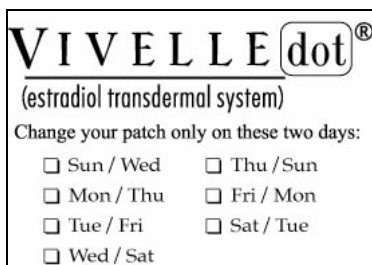 VIVELLE dot®
(estradiol transdermal system)
Change your patch only on these two days:
☐ Sun / Wed ☐ Thu / Sun
☐ Mon / Thu ☐ Fri / Mon
☐ Tue / Fri ☐ Sat / Tue
☐ Wed / Sat